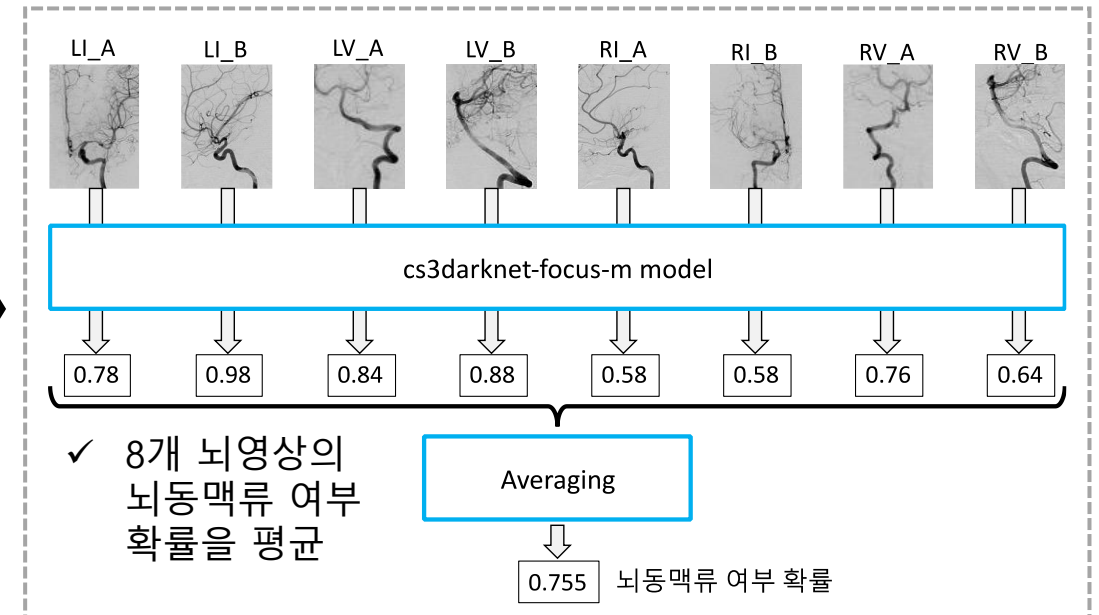 LI_A LI_B LV_A LV_B RI_A RI_B RV_A RV_B
cs3darknet-focus-m model
0.78 0.98 0.84 0.88 0.58 0.58 0.76 0.64
✓ 8개 뇌영상의
뇌동맥류 여부
확률을 평균
Averaging
0.755 뇌동맥류 여부 확률